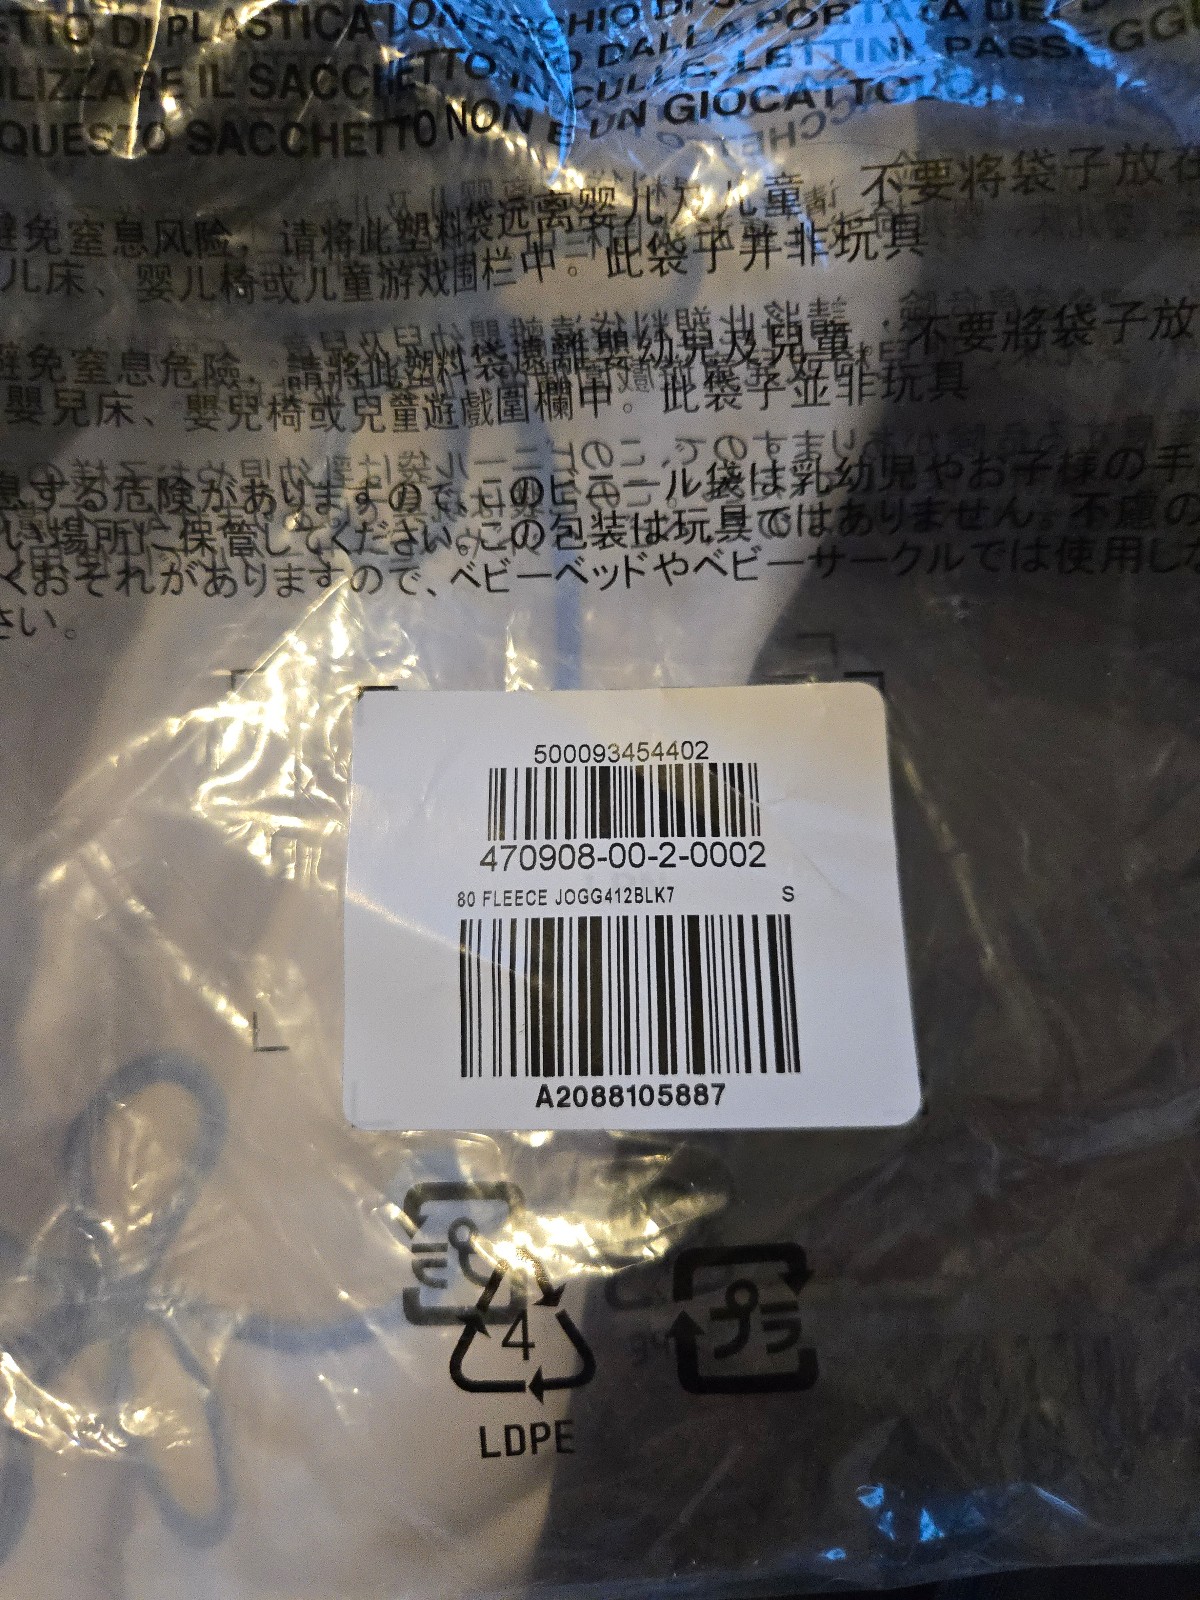 DI PLASTICA
DALLA PORTATA
IL SACCHETTO IN CULLE, LETTINI,
QUESTO SACCHETTO NON È UN GIOCATTOLO.
避免窒息风险，请将此塑料袋远离婴儿及儿童，不要将袋子放在
儿床、婴儿椅或儿童游戏围栏中。此袋子并非玩具
避免窒息危險，請將此塑料袋遠離嬰幼兒及兒童，不要將袋子放
嬰兒床、嬰兒椅或兒童遊戲圍欄中。此袋子並非玩具
息する危険がありますので、このビニール袋は乳幼児やお子様の手
い場所に保管してください。この包装は玩具ではありません。不慮の
くおそれがありますので、ベビーベッドやベビーサークルでは使用しな
さい。
500093454402
470908-00-2-0002
80 FLEECE JOGG412BLK7 S
A2088105887
4 プラ
LDPE